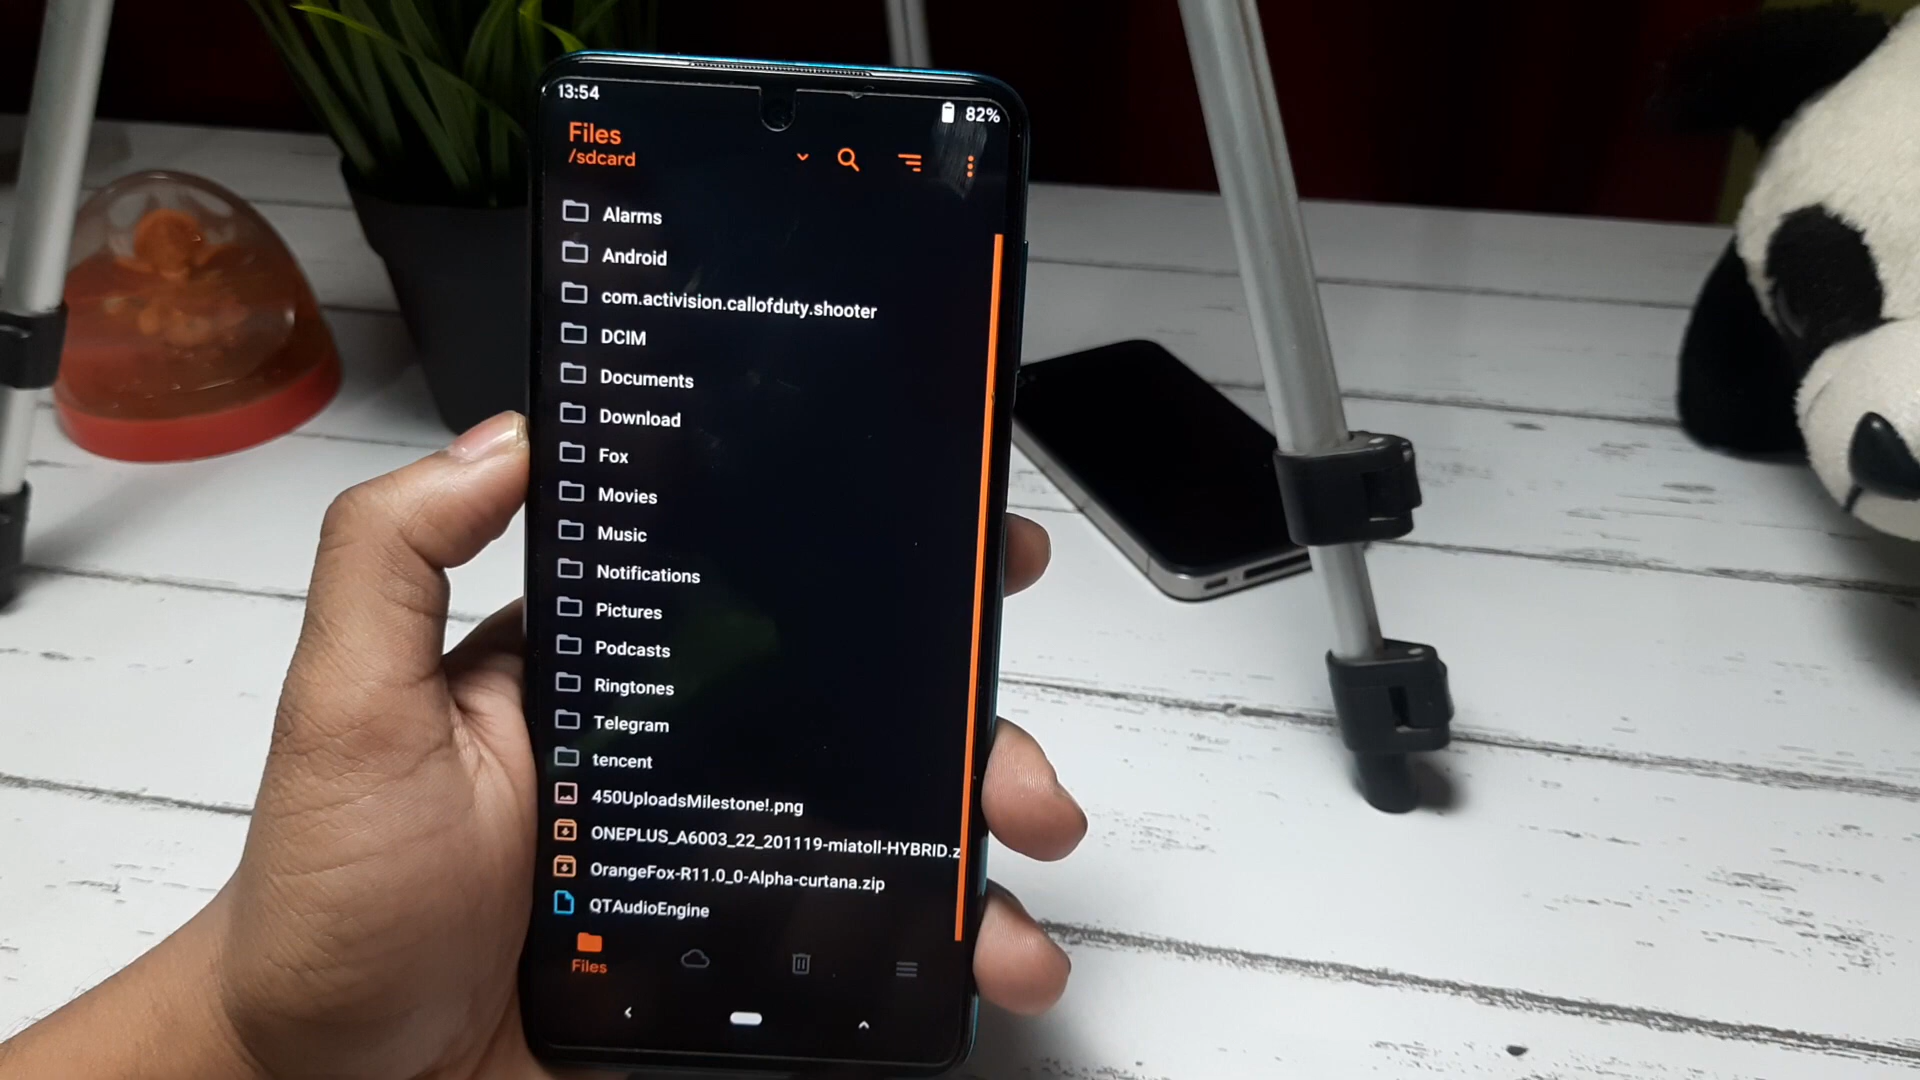 13:54
82%
Files
/sdcard
Alarms
Android
com.activision.callofduty.shooter
DCIM
Documents
Download
Fox
Movies
Music
Notifications
Pictures
Podcasts
Ringtones
Telegram
tencent
450UploadsMilestone!.png
ONEPLUS_A6003_22_201119-miatoll-HYBRID.z
OrangeFox-R11.0_0-Alpha-curtana.zip
QTAudioEngine
Files